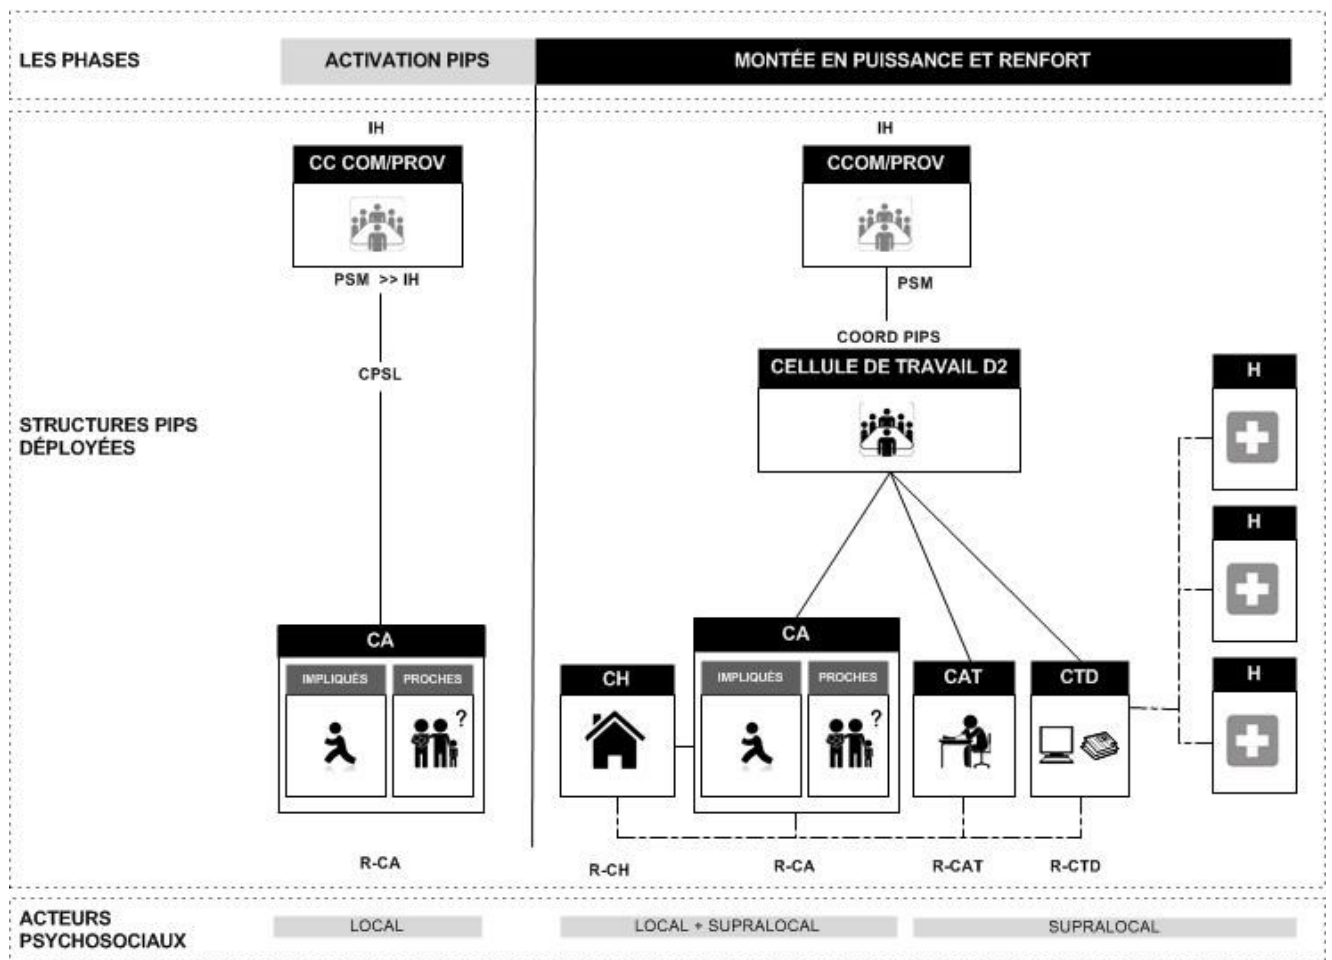 LES PHASES
ACTIVATION PIPS
MONTÉE EN PUISSANCE ET RENFORT
IH
CC COM/PROV
PSM >> IH
CPSL
IH
CCOM/PROV
PSM
COORD PIPS
CELLULE DE TRAVAIL D2
STRUCTURES PIPS
DÉPLOYÉES
H
H
H
CA
IMPLIQUÉS
PROCHES
?
R-CA
CH
CA
IMPLIQUÉS
PROCHES
?
CAT
CTD
R-CH
R-CA
R-CAT
R-CTD
ACTEURS
PSYCHOSOCIAUX
LOCAL
LOCAL + SUPRALOCAL
SUPRALOCAL